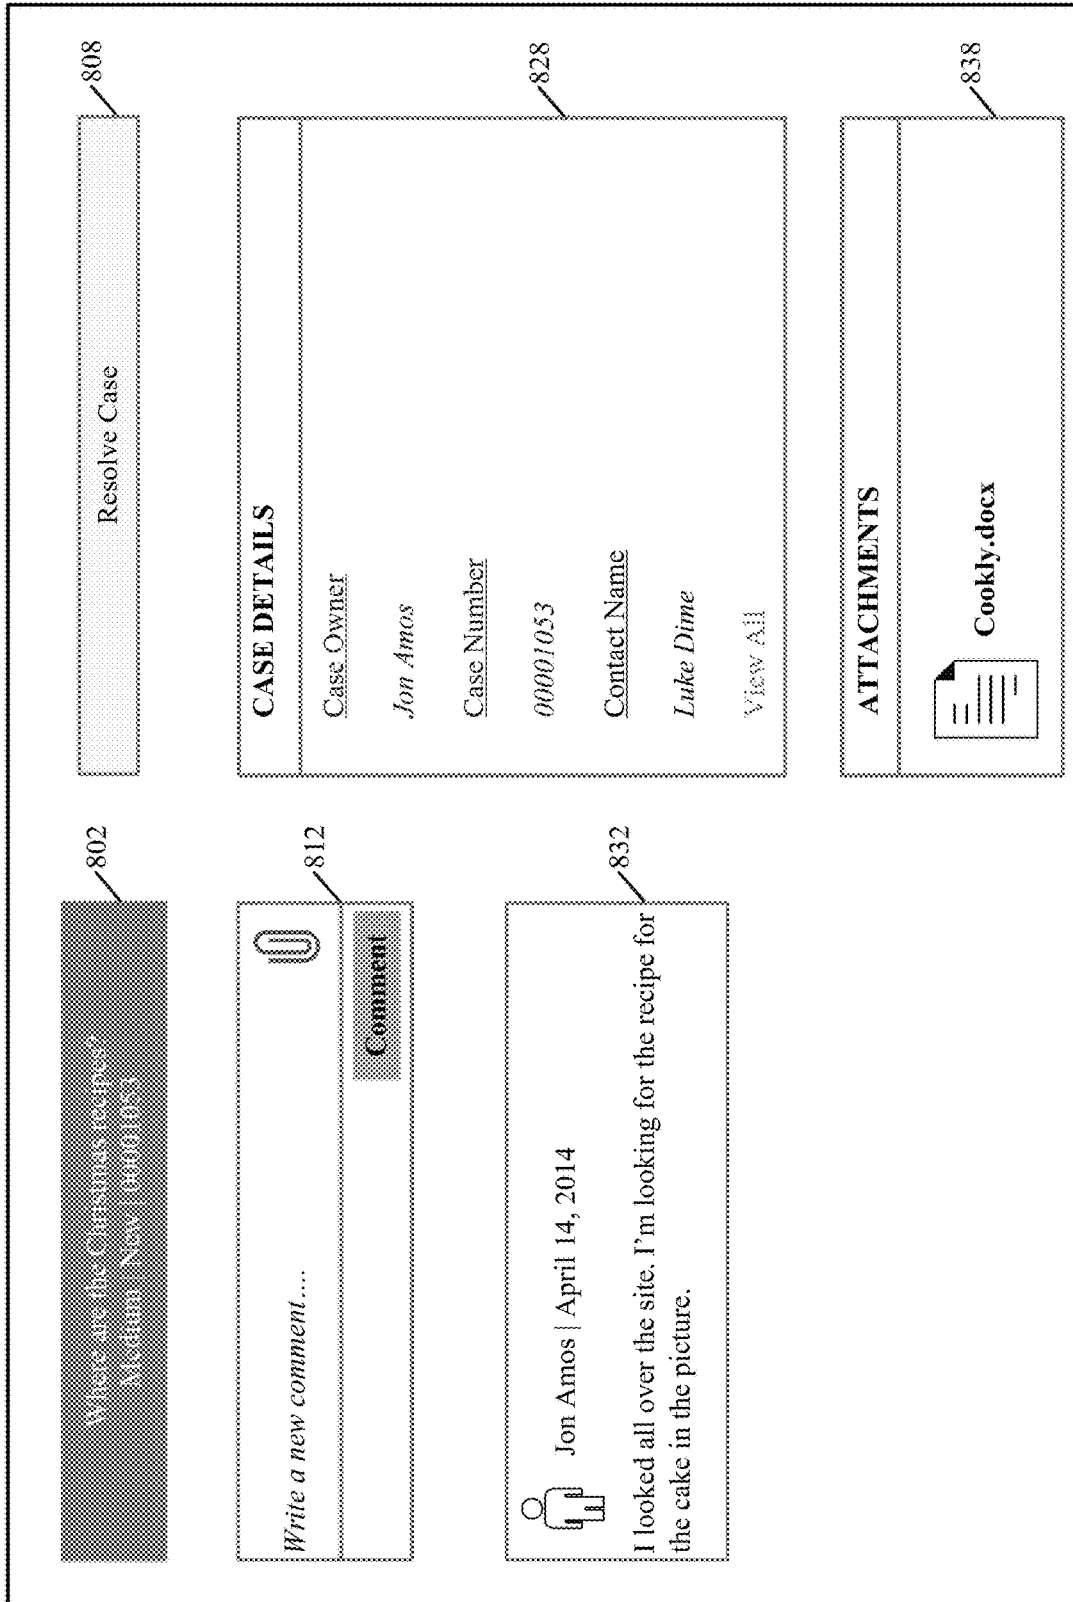 Where are the Christmas recipes?
Medium | New | 00001053
802
Resolve Case
808
Write a new comment....
Comment
812
CASE DETAILS
Case Owner
Jon Amos
Case Number
00001053
Contact Name
Luke Dime
View All
828
Jon Amos | April 14, 2014
I looked all over the site. I'm looking for the recipe for
the cake in the picture.
832
ATTACHMENTS
Cookly.docx
838